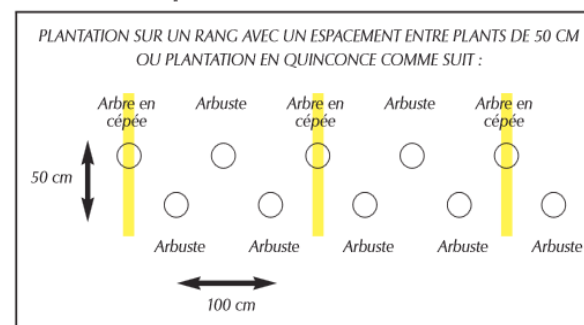 PLANTATION SUR UN RANG AVEC UN ESPACEMENT ENTRE PLANTS DE 50 CM
OU PLANTATION EN QUINCONCE COMME SUIT :
Arbre en cépée
Arbuste
Arbre en cépée
Arbuste
Arbre en cépée
50 cm
Arbuste
Arbuste
Arbuste
Arbuste
Arbuste
100 cm